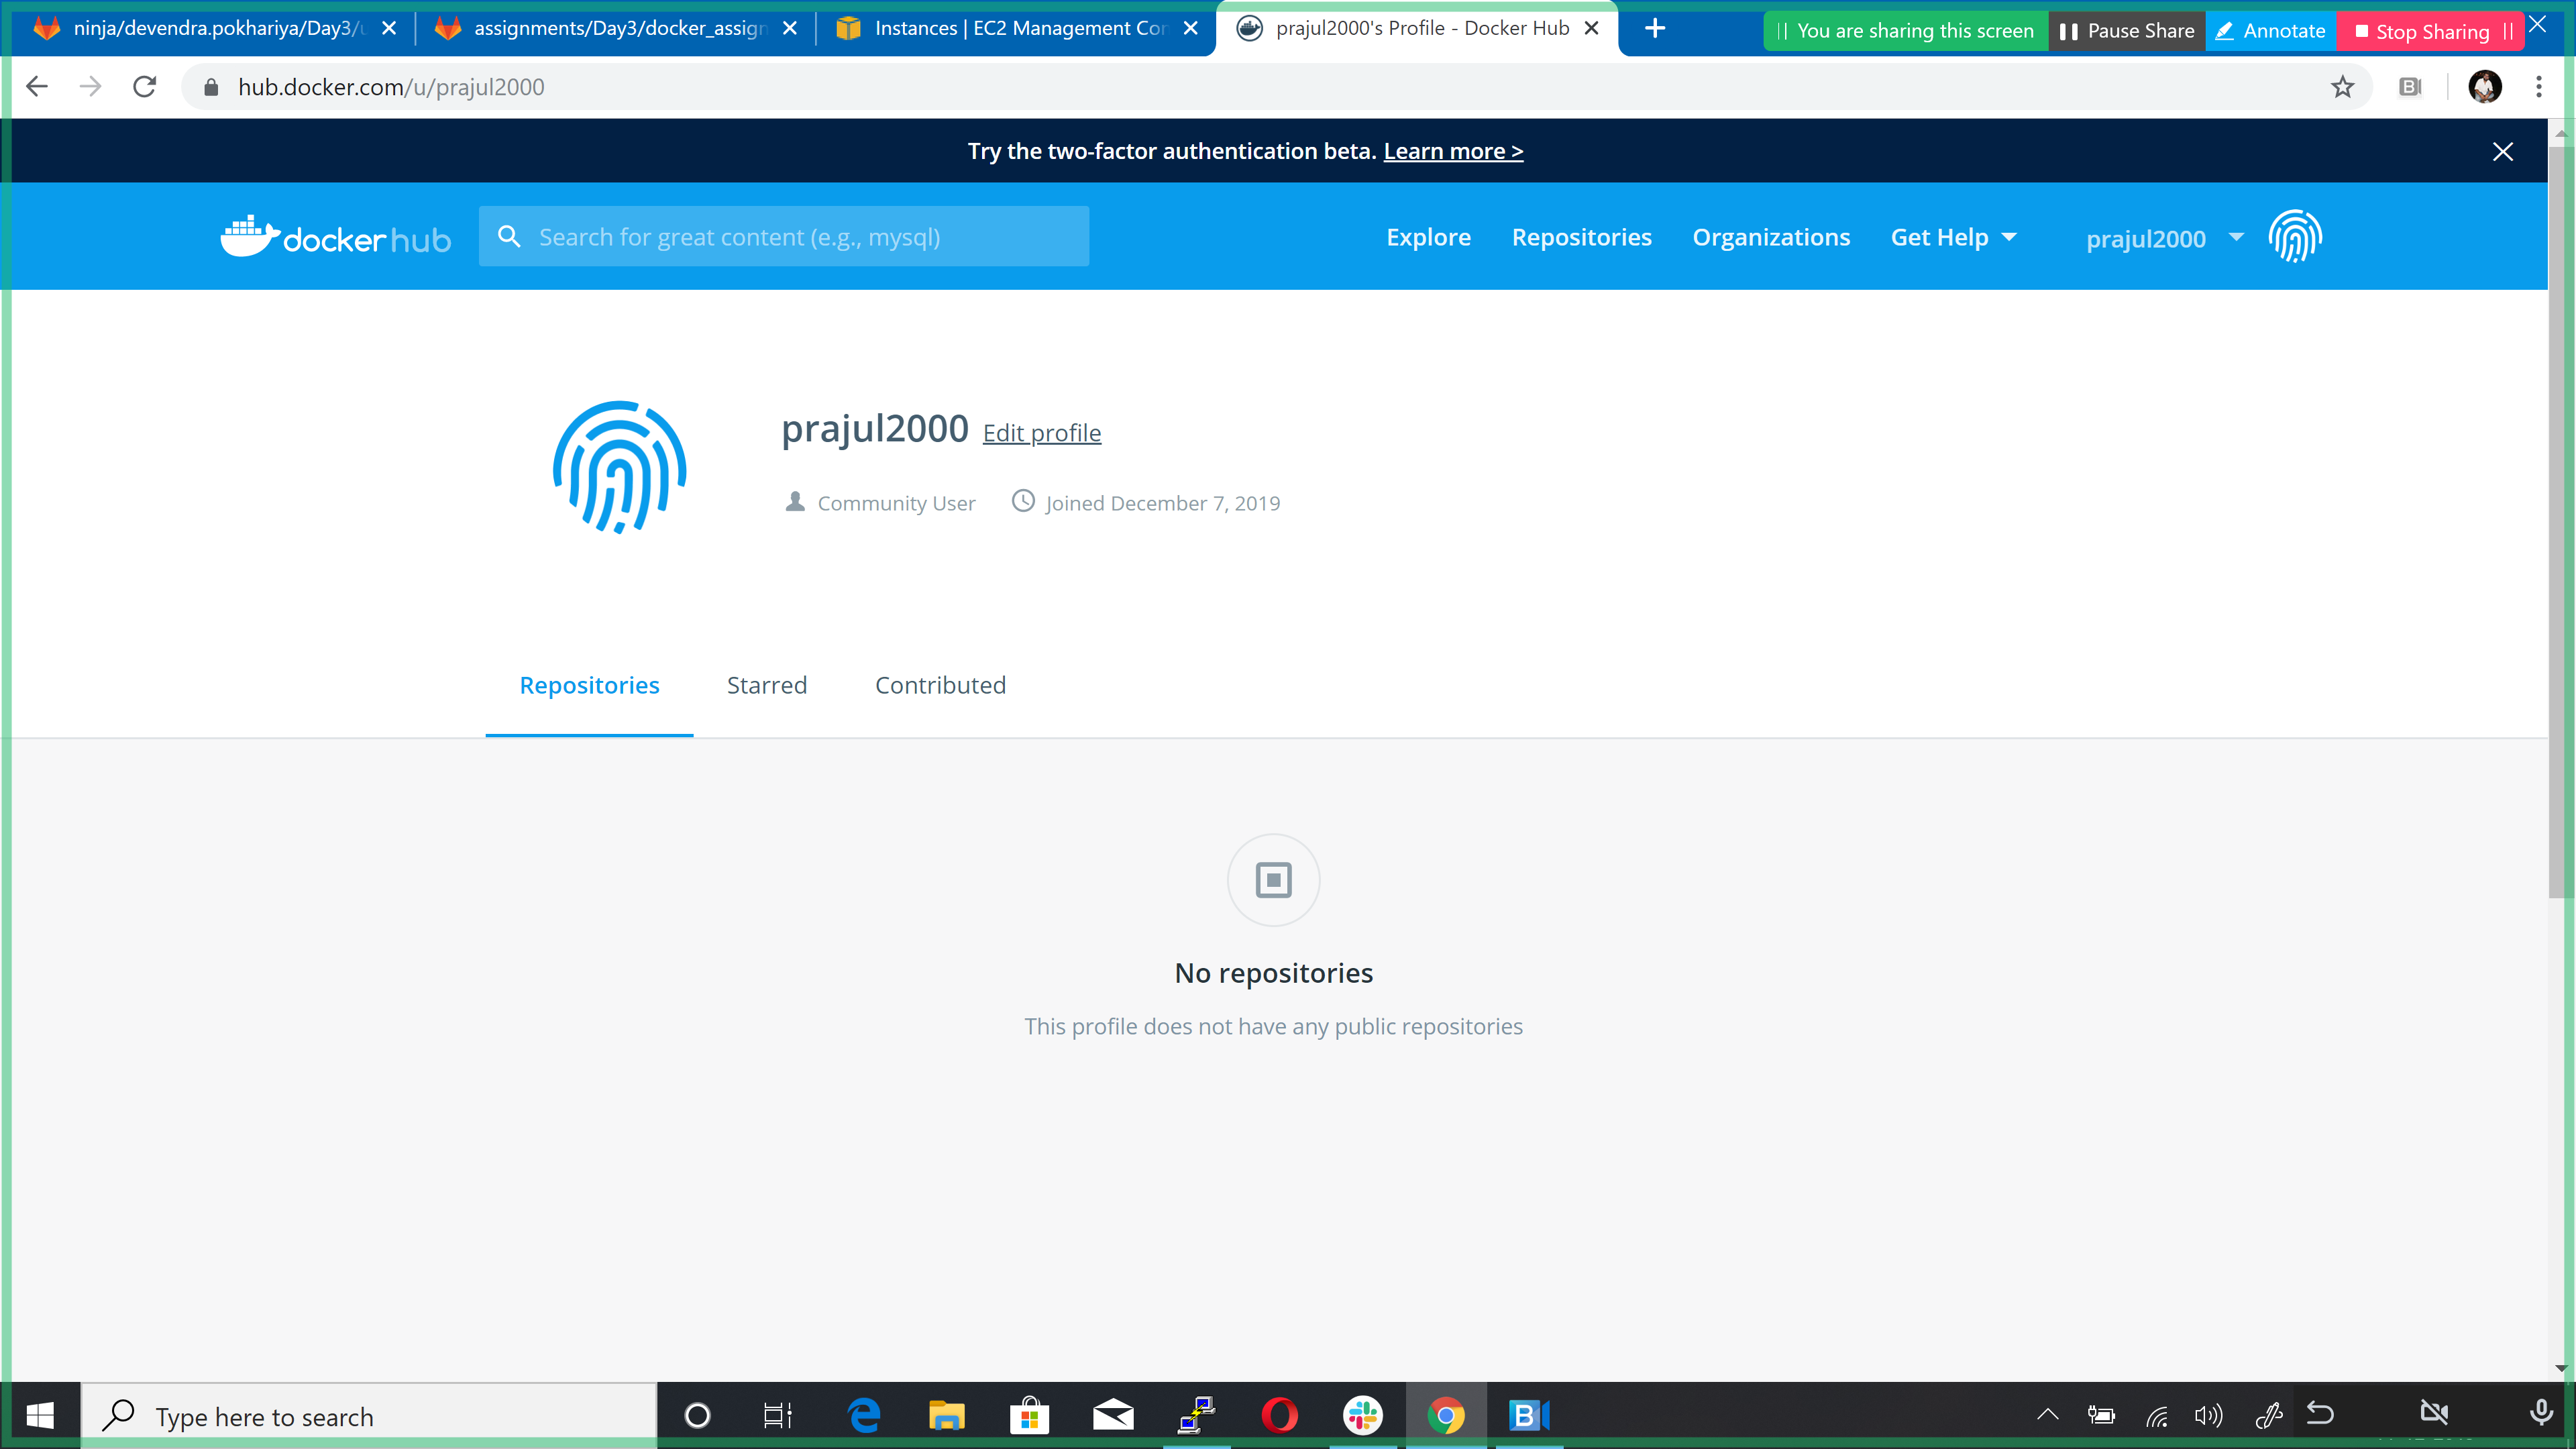 ninja/devendra.pokhariya/Day3/u
assignments/Day3/docker_assign
Instances | EC2 Management Con
prajul2000's Profile - Docker Hub
You are sharing this screen
Pause Share
Annotate
Stop Sharing
hub.docker.com/u/prajul2000
Try the two-factor authentication beta. Learn more >
docker hub
Search for great content (e.g., mysql)
Explore
Repositories
Organizations
Get Help
prajul2000
prajul2000 Edit profile
Community User
Joined December 7, 2019
Repositories
Starred
Contributed
No repositories
This profile does not have any public repositories
Type here to search